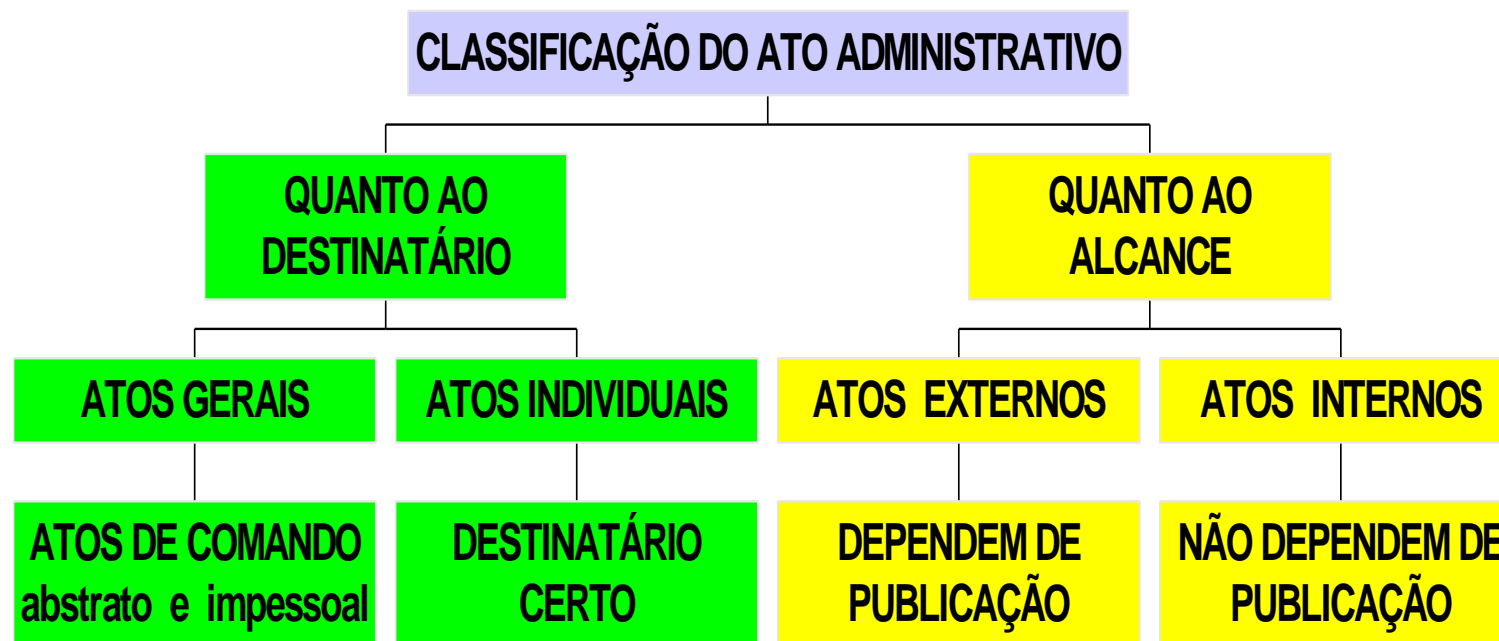 CLASSIFICAÇÃO DO ATO ADMINISTRATIVO
QUANTO AO
DESTINATÁRIO
QUANTO AO
ALCANCE
ATOS GERAIS
ATOS INDIVIDUAIS
ATOS EXTERNOS
ATOS INTERNOS
ATOS DE COMANDO
abstrato e impessoal
DESTINATÁRIO
CERTO
DEPENDEM DE
PUBLICAÇÃO
NÃO DEPENDEM DE
PUBLICAÇÃO